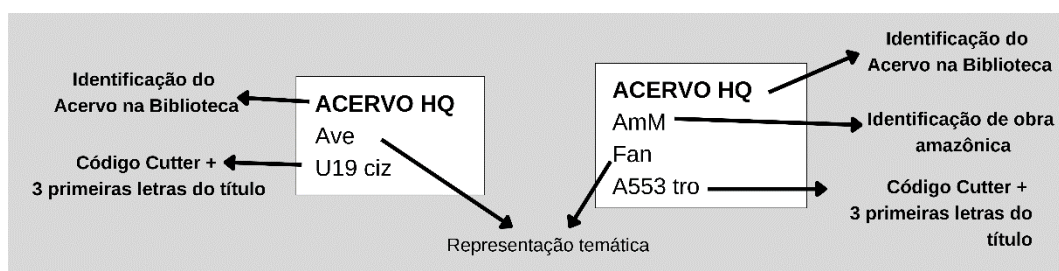 Identificação do
Acervo na Biblioteca
Código Cutter +
3 primeiras letras do título
ACERVO HQ
Ave
U19 ciz
ACERVO HQ
AmM
Fan
A553 tro
Identificação do
Acervo na Biblioteca
Identificação de obra
amazônica
Código Cutter +
3 primeiras letras do
título
Representação temática